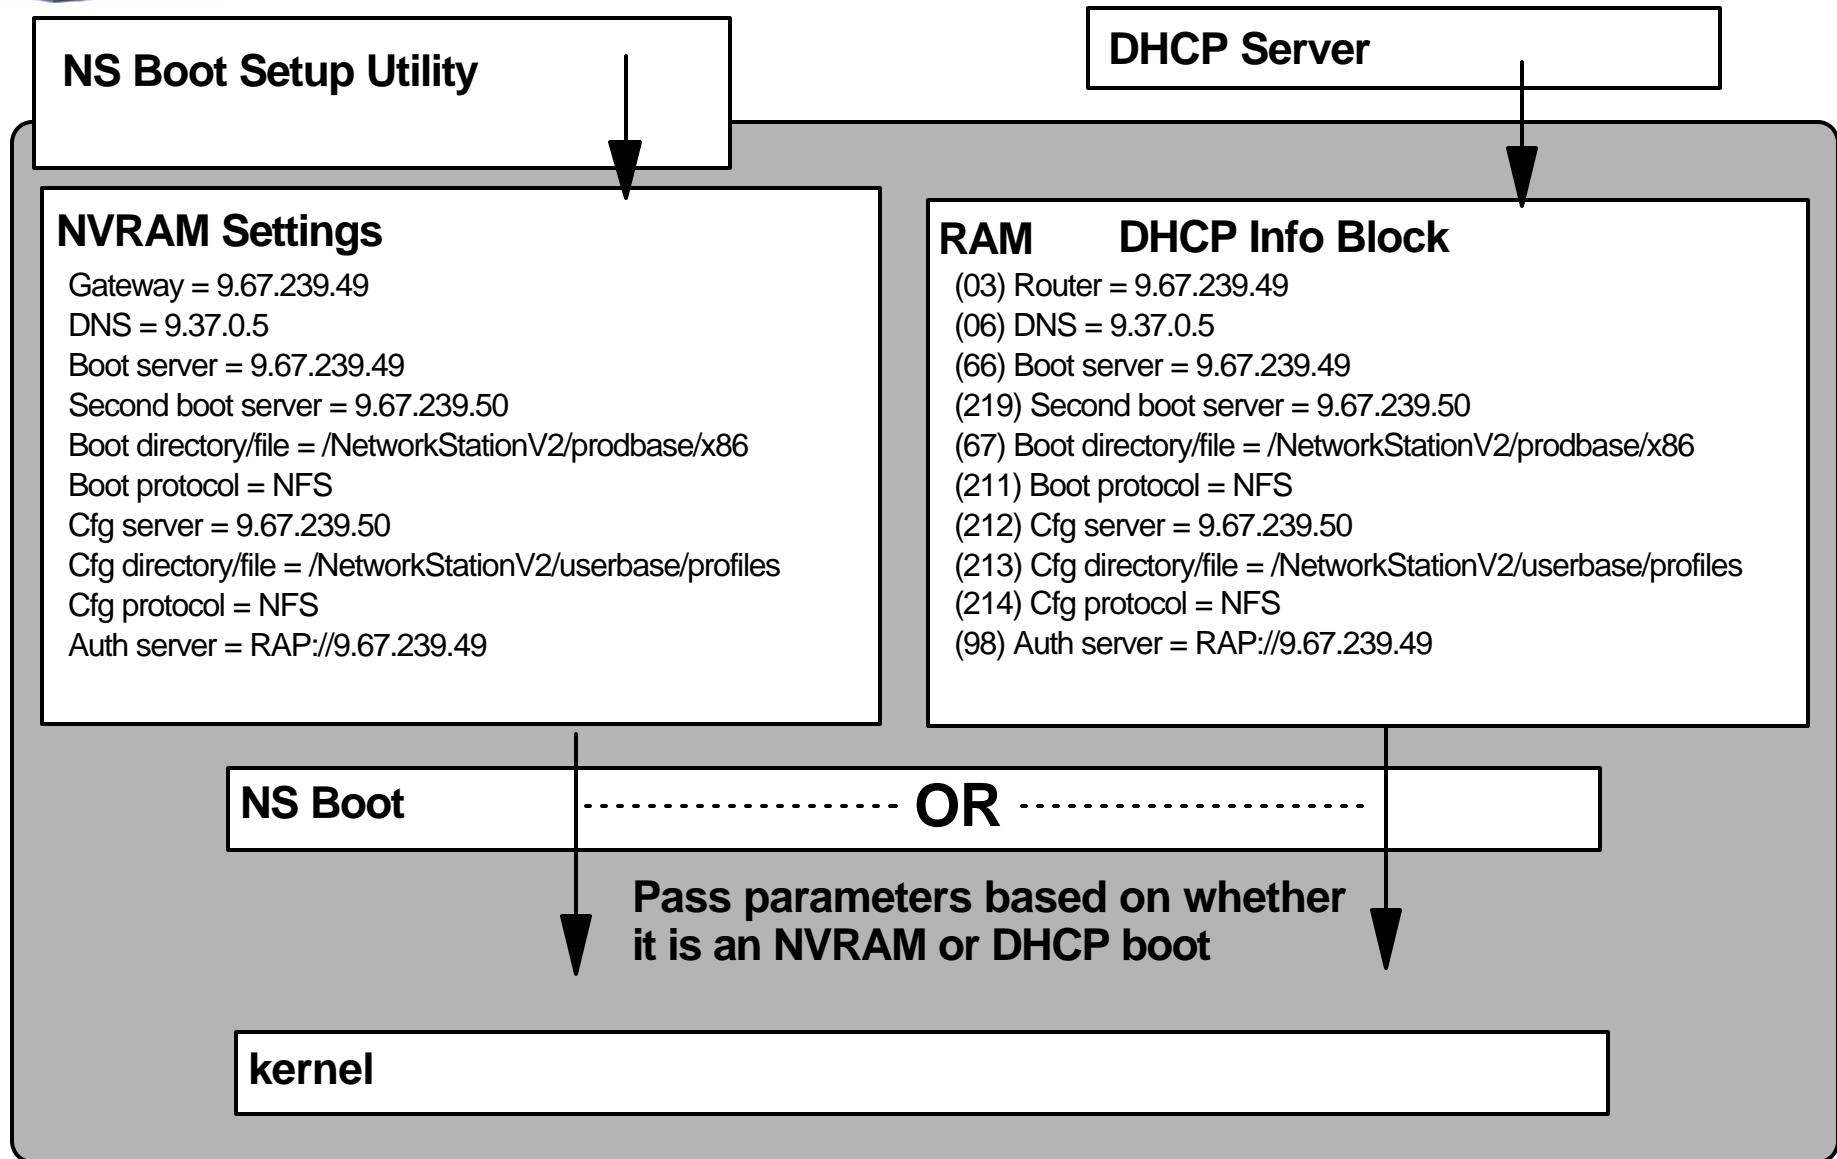 NS Boot Setup Utility
DHCP Server
NVRAM Settings
Gateway = 9.67.239.49
DNS = 9.37.0.5
Boot server = 9.67.239.49
Second boot server = 9.67.239.50
Boot directory/file = /NetworkStationV2/prodbase/x86
Boot protocol = NFS
Cfg server = 9.67.239.50
Cfg directory/file = /NetworkStationV2/userbase/profiles
Cfg protocol = NFS
Auth server = RAP://9.67.239.49
RAM DHCP Info Block
(03) Router = 9.67.239.49
(06) DNS = 9.37.0.5
(66) Boot server = 9.67.239.49
(219) Second boot server = 9.67.239.50
(67) Boot directory/file = /NetworkStationV2/prodbase/x86
(211) Boot protocol = NFS
(212) Cfg server = 9.67.239.50
(213) Cfg directory/file = /NetworkStationV2/userbase/profiles
(214) Cfg protocol = NFS
(98) Auth server = RAP://9.67.239.49
NS Boot
OR
Pass parameters based on whether
it is an NVRAM or DHCP boot
kernel